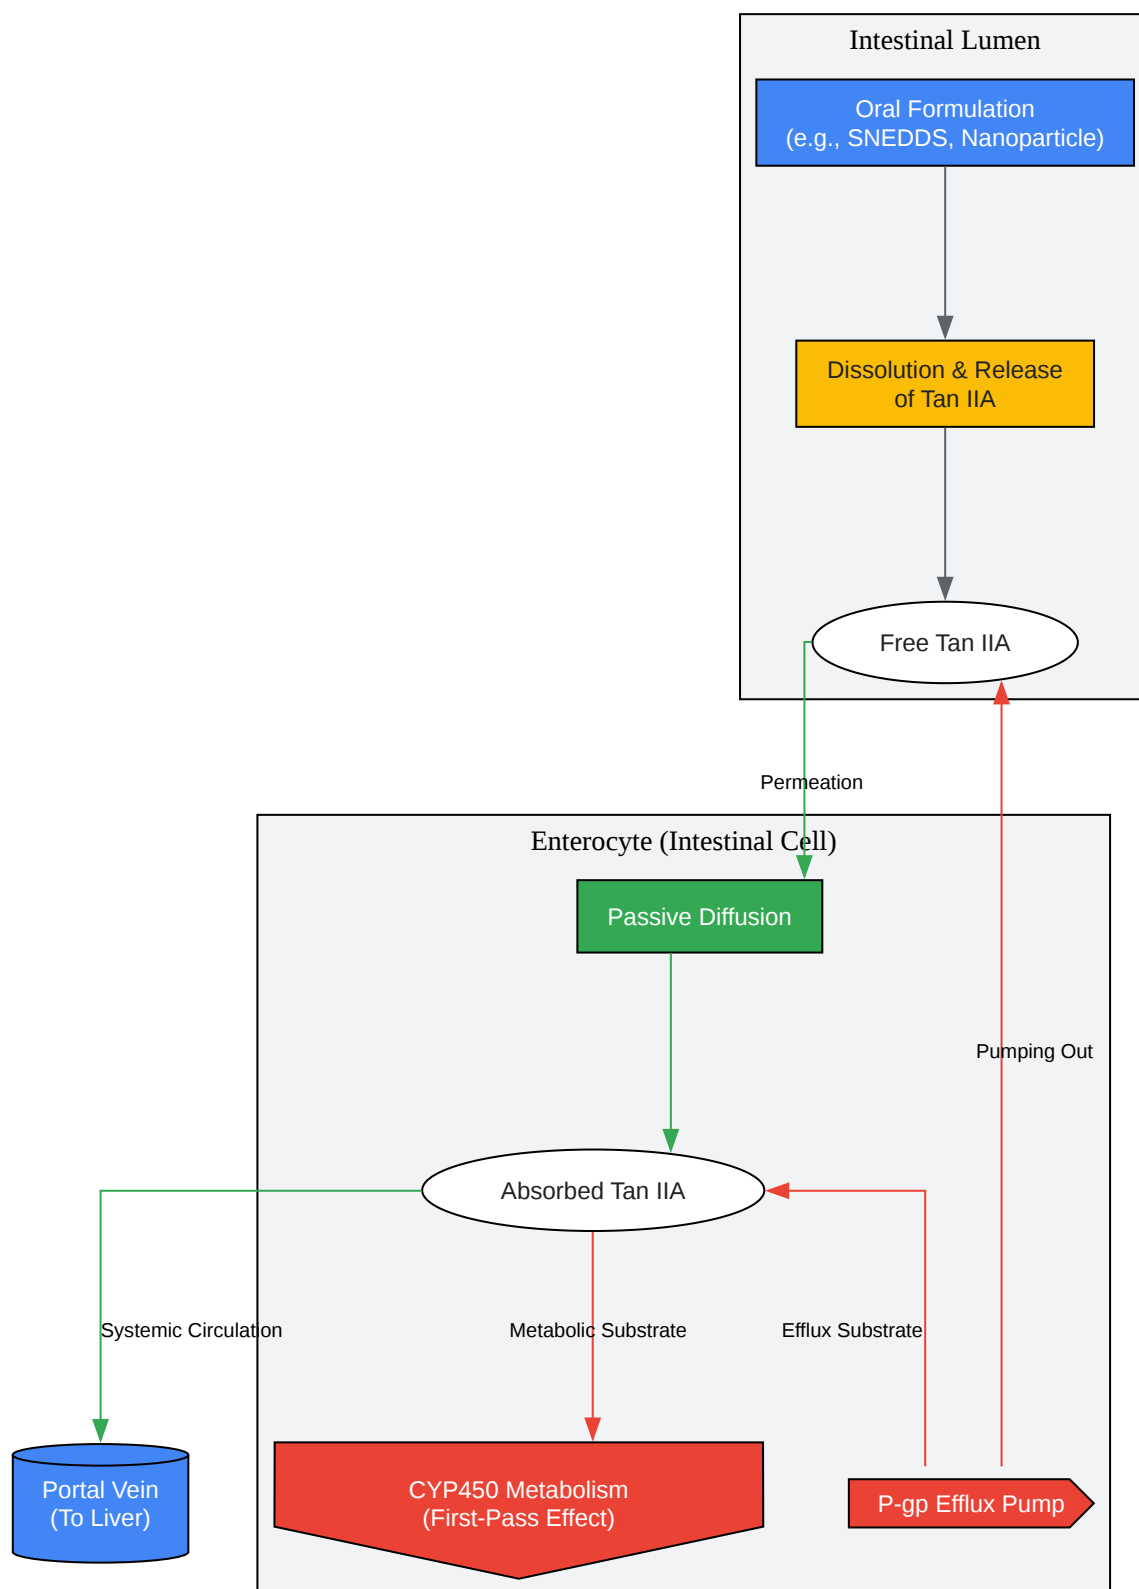 Intestinal Lumen
Oral Formulation
(e.g., SNEDDS, Nanoparticle)
Dissolution & Release
of Tan IIA
Free Tan IIA
Permeation
Enterocyte (Intestinal Cell)
Passive Diffusion
Pumping Out
Absorbed Tan IIA
Systemic Circulation
Metabolic Substrate
Efflux Substrate
Portal Vein
(To Liver)
CYP450 Metabolism
(First-Pass Effect)
P-gp Efflux Pump